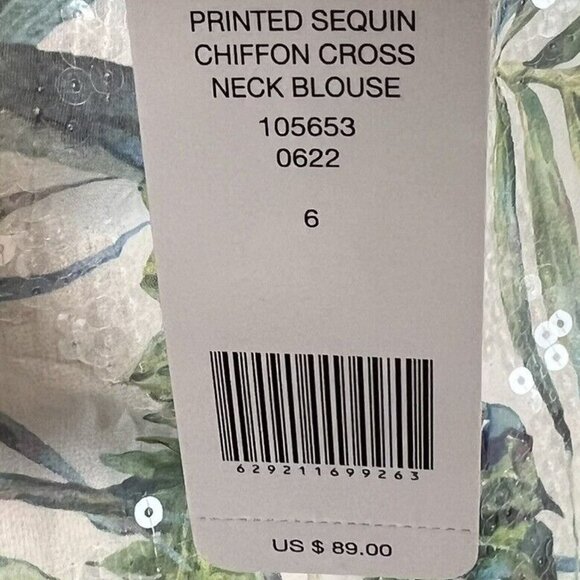 PRINTED SEQUIN
CHIFFON CROSS
NECK BLOUSE
105653
0622
6
629211699263
US $ 89.00